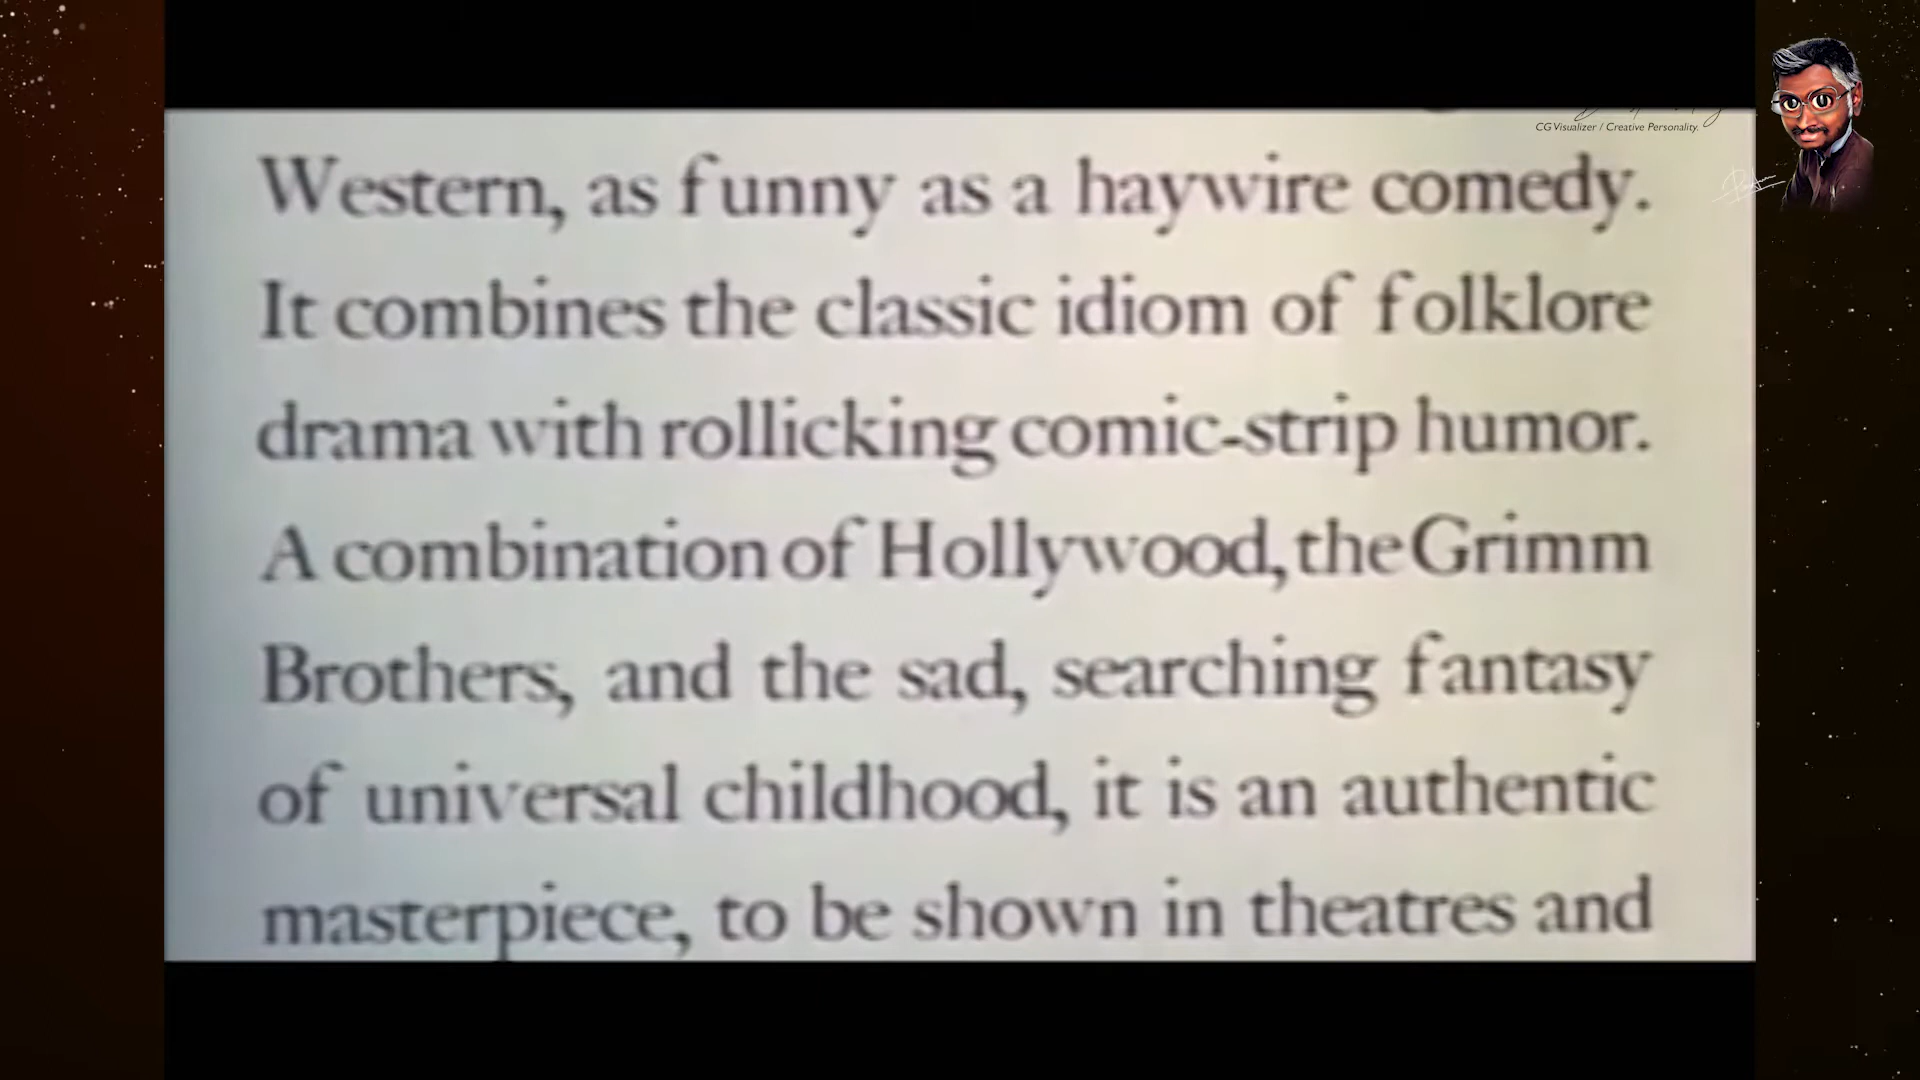 CG Visualizer / Creative Personality.
Western, as funny as a haywire comedy.
It combines the classic idiom of folklore
drama with rollicking comic-strip humor.
A combination of Hollywood, the Grimm
Brothers, and the sad, searching fantasy
of universal childhood, it is an authentic
masterpiece, to be shown in theatres and